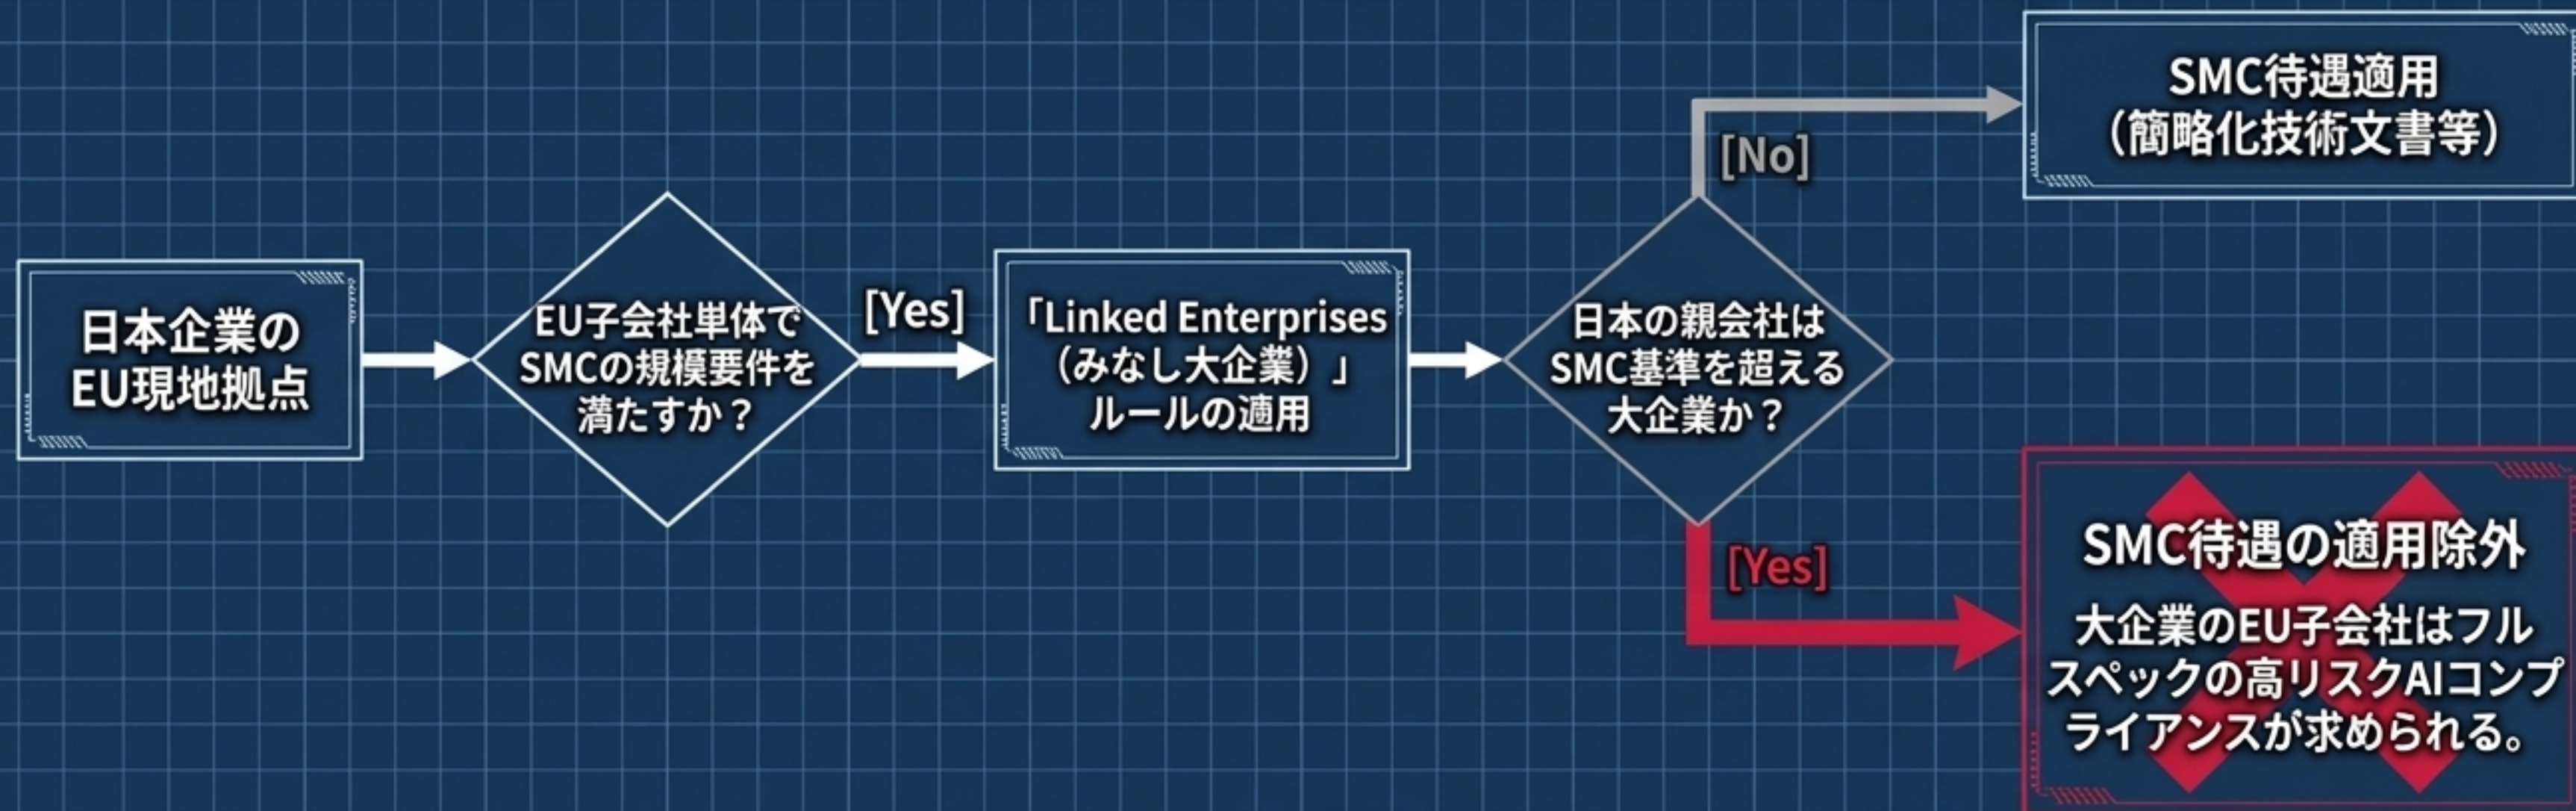 日本企業の
EU現地拠点
EU子会社単体で
SMCの規模要件を
満たすか？
[Yes]
「Linked Enterprises
（みなし大企業）」
ルールの適用
日本の親会社は
SMC基準を超える
大企業か？
[No]
SMC待遇適用
（簡略化技術文書等）
[Yes]
SMC待遇の適用除外
大企業のEU子会社はフル
スペックの高リスクAIコンプ
ライアンスが求められる。